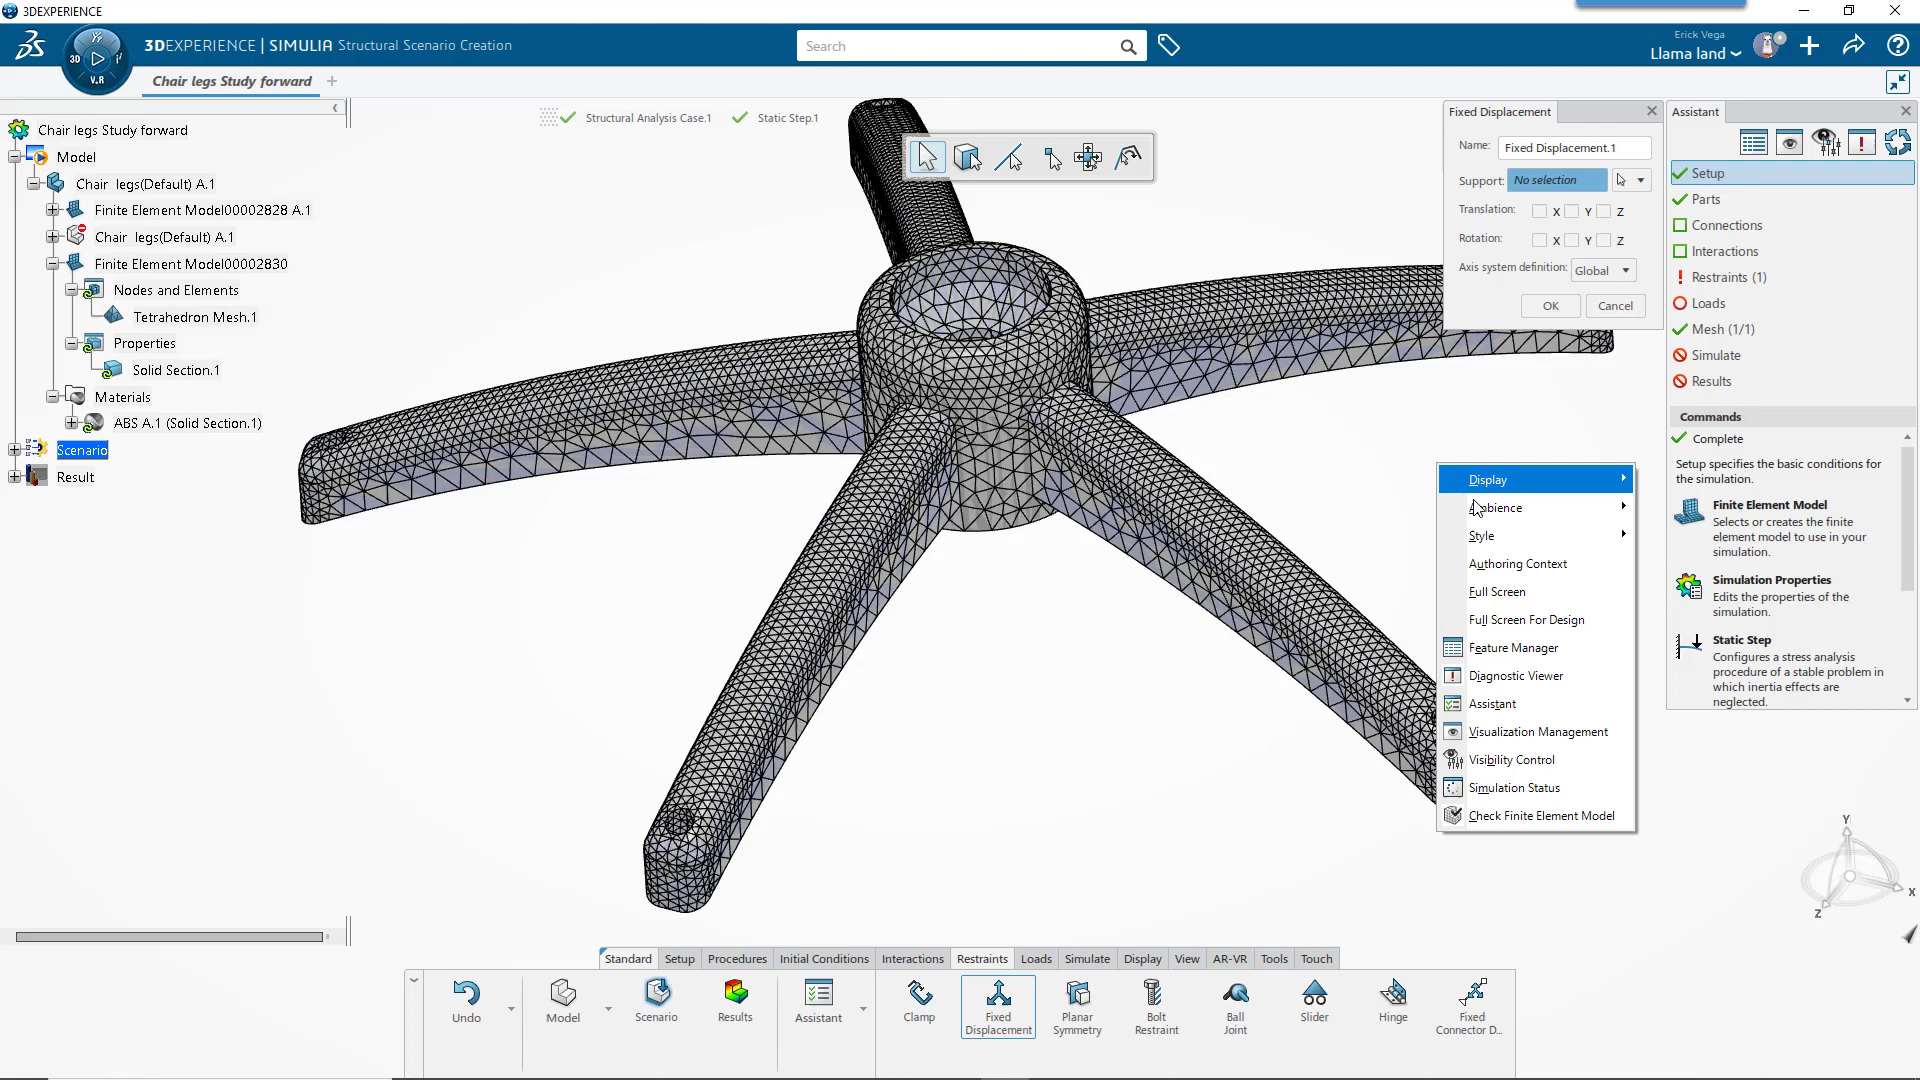 3DEXPERIENCE
3DEXPERIENCE | SIMULIA Structural Scenario Creation
Search
Erick Vega
Llama land
3D
V.R
Chair legs Study forward
Structural Analysis Case.1
Static Step.1
Chair legs Study forward
Model
Chair legs(Default) A.1
Finite Element Model00002828 A.1
Chair legs(Default) A.1
Finite Element Model00002830
Nodes and Elements
Tetrahedron Mesh.1
Properties
Solid Section.1
Materials
ABS A.1 (Solid Section.1)
Scenario
Result
Fixed Displacement
Name: Fixed Displacement.1
Support: No selection
Translation: X Y Z
Rotation: X Y Z
Axis system definition: Global
OK Cancel
Assistant
Setup
Parts
Connections
Interactions
Restraints (1)
Loads
Mesh (1/1)
Simulate
Results
Commands
Complete
Setup specifies the basic conditions for
the simulation.
Finite Element Model
Selects or creates the finite
element model to use in your
simulation.
Simulation Properties
Edits the properties of the
simulation.
Static Step
Configures a stress analysis
procedure of a stable problem in
which inertia effects are
neglected.
Display
Ambience
Style
Authoring Context
Full Screen
Full Screen For Design
Feature Manager
Diagnostic Viewer
Assistant
Visualization Management
Visibility Control
Simulation Status
Check Finite Element Model
Y
X
Z
Standard Setup Procedures Initial Conditions Interactions Restraints Loads Simulate Display View AR-VR Tools Touch
Undo
Model
Scenario
Results
Assistant
Clamp
Fixed
Displacement
Planar
Symmetry
Bolt
Restraint
Ball
Joint
Slider
Hinge
Fixed
Connector D...